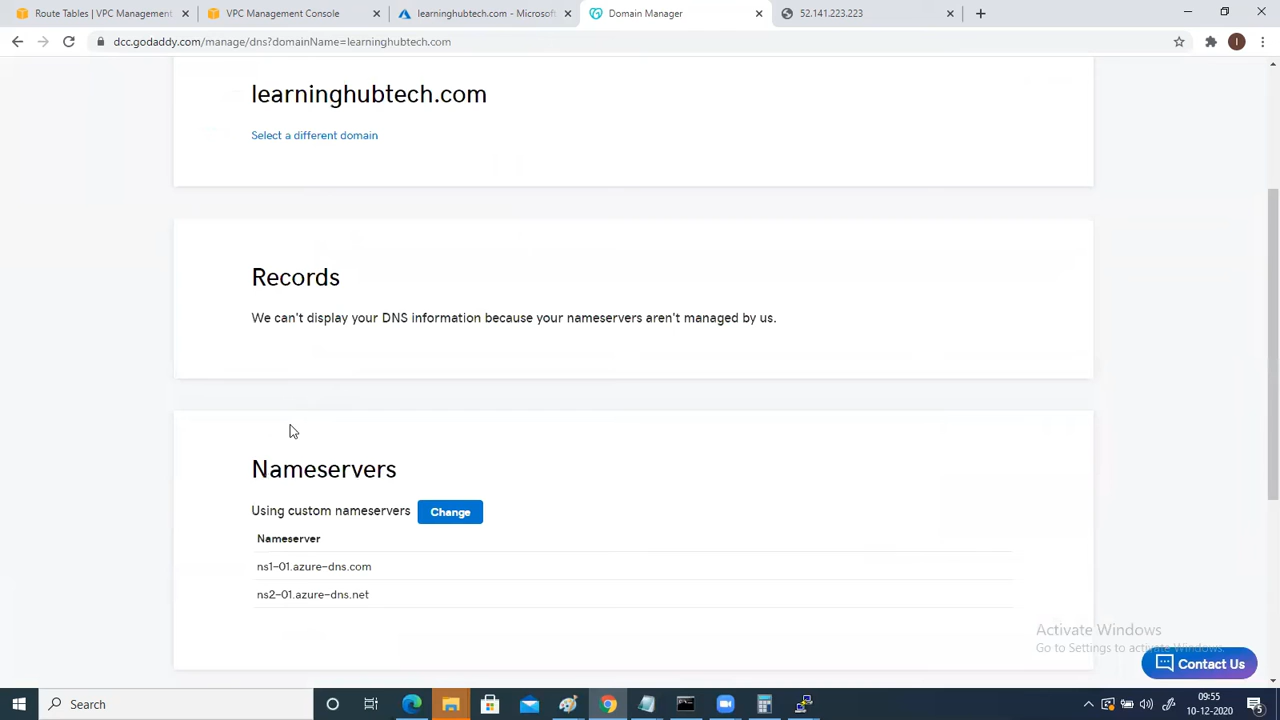 Route Tables | VPC Management
VPC Management Console
learninghubtech.com - Microsoft
Domain Manager
52.141.223.223
dcc.godaddy.com/manage/dns?domainName=learninghubtech.com
I
learninghubtech.com
Select a different domain
Records
We can't display your DNS information because your nameservers aren't managed by us.
Nameservers
Using custom nameservers
Change
Nameserver
ns1-01.azure-dns.com
ns2-01.azure-dns.net
Activate Windows
Go to Settings to activate Windows.
Contact Us
Search
09:55
10-12-2020